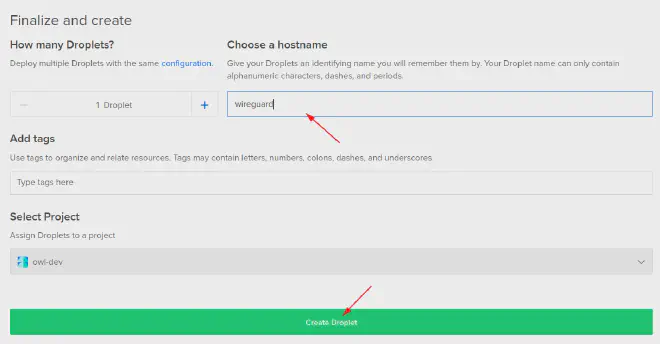 Finalize and create
How many Droplets?
Deploy multiple Droplets with the same configuration.
− 1 Droplet +
Choose a hostname
Give your Droplets an identifying name you will remember them by. Your Droplet name can only contain
alphanumeric characters, dashes, and periods.
wireguard
Add tags
Use tags to organize and relate resources. Tags may contain letters, numbers, colons, dashes, and underscores.
Type tags here
Select Project
Assign Droplets to a project
owl-dev
Create Droplet